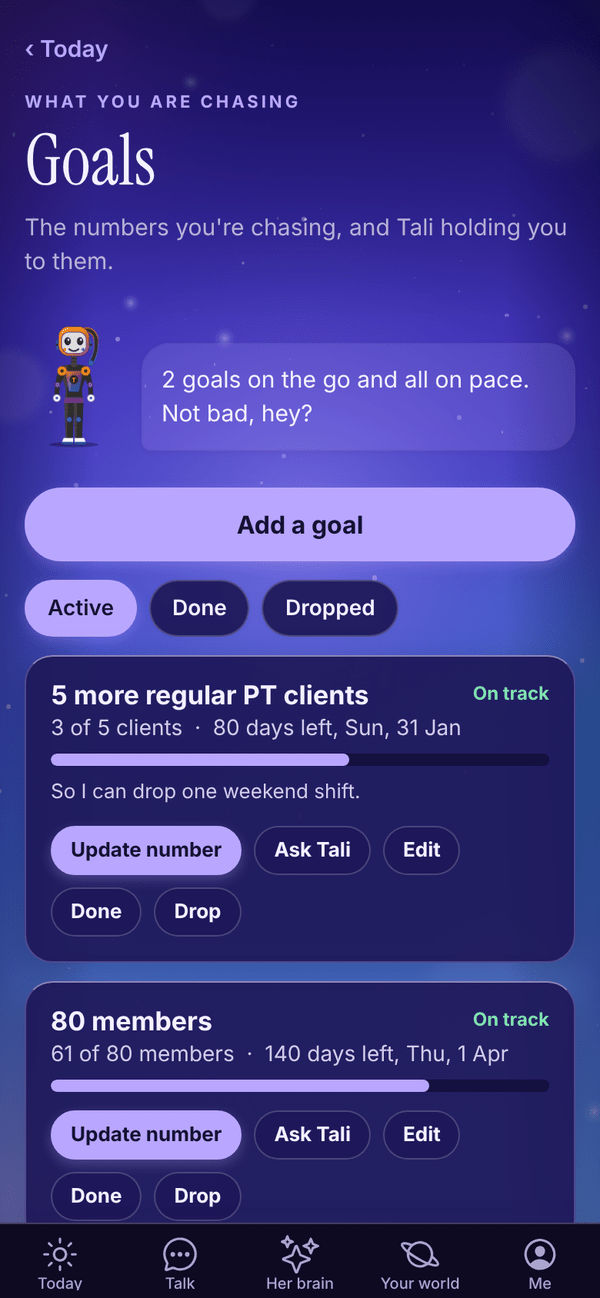 ‹ Today
WHAT YOU ARE CHASING
Goals
The numbers you're chasing, and Tali holding you
to them.
2 goals on the go and all on pace.
Not bad, hey?
Add a goal
Active
Done
Dropped
5 more regular PT clients
On track
3 of 5 clients · 80 days left, Sun, 31 Jan
So I can drop one weekend shift.
Update number
Ask Tali
Edit
Done
Drop
80 members
On track
61 of 80 members · 140 days left, Thu, 1 Apr
Update number
Ask Tali
Edit
Done
Drop
Today
Talk
Her brain
Your world
Me